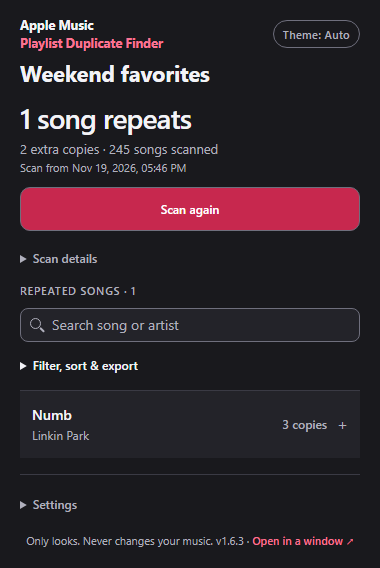 Apple Music
Playlist Duplicate Finder
Theme: Auto
Weekend favorites
1 song repeats
2 extra copies · 245 songs scanned
Scan from Nov 19, 2026, 05:46 PM
Scan again
Scan details
REPEATED SONGS · 1
Search song or artist
Filter, sort & export
Numb
Linkin Park
3 copies +
Settings
Only looks. Never changes your music. v1.6.3 · Open in a window ↗